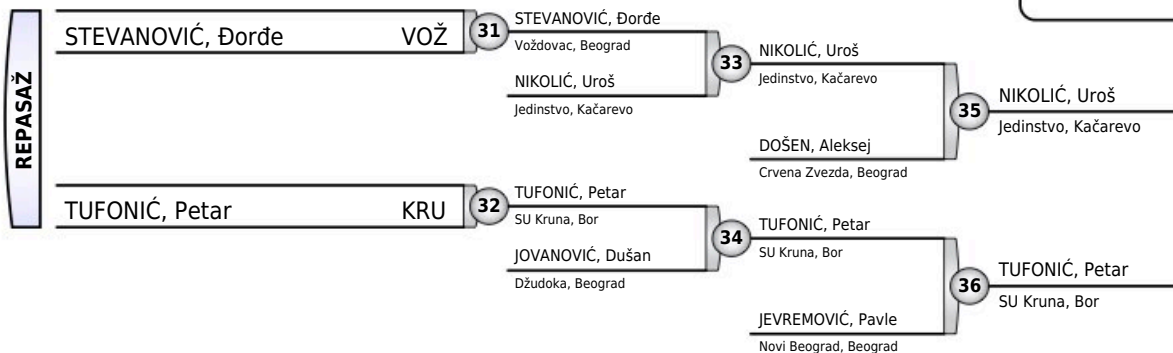 REPASAŽ
STEVANOVIĆ, Đorđe VOŽ
31
STEVANOVIĆ, Đorđe
Voždovac, Beograd
NIKOLIĆ, Uroš
Jedinstvo, Kačarevo
33
NIKOLIĆ, Uroš
Jedinstvo, Kačarevo
DOŠEN, Aleksej
Crvena Zvezda, Beograd
35
NIKOLIĆ, Uroš
Jedinstvo, Kačarevo
TUFONIĆ, Petar KRU
32
TUFONIĆ, Petar
SU Kruna, Bor
JOVANOVIĆ, Dušan
Džudoka, Beograd
34
TUFONIĆ, Petar
SU Kruna, Bor
JEVREMOVIĆ, Pavle
Novi Beograd, Beograd
36
TUFONIĆ, Petar
SU Kruna, Bor